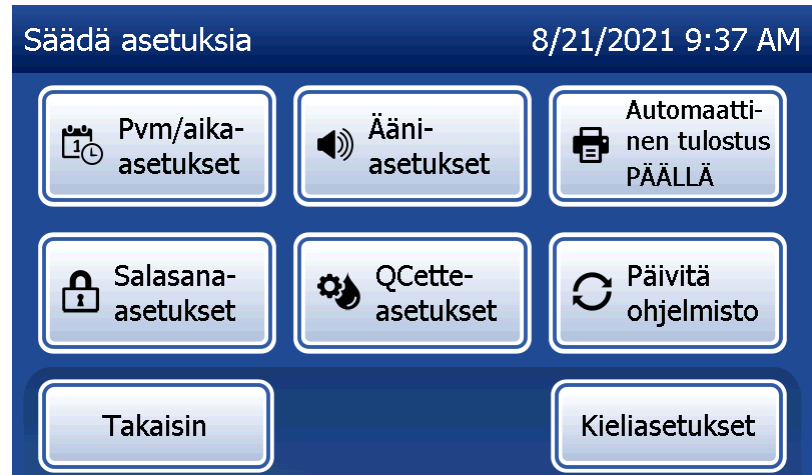 Säädä asetuksia
8/21/2021 9:37 AM
Pvm/aika-
asetukset
Ääni-
asetukset
Automaatti-
nen tulostus
PÄÄLLÄ
Salasana-
asetukset
QCette-
asetukset
Päivitä
ohjelmisto
Takaisin
Kieliasetukset